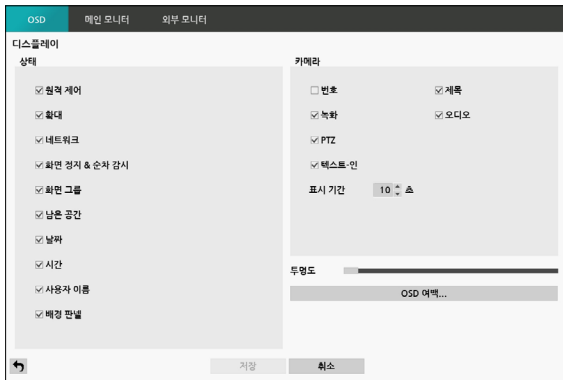 OSD 메인 모니터 외부 모니터
디스플레이
상태
원격 제어
확대
네트워크
화면 정지 & 순차 감시
화면 그룹
남은 공간
날짜
시간
사용자 이름
배경 판넬
카메라
번호 제목
녹화 오디오
PTZ
텍스트-인
표시 기간 10 초
투명도
OSD 여백...
저장 취소